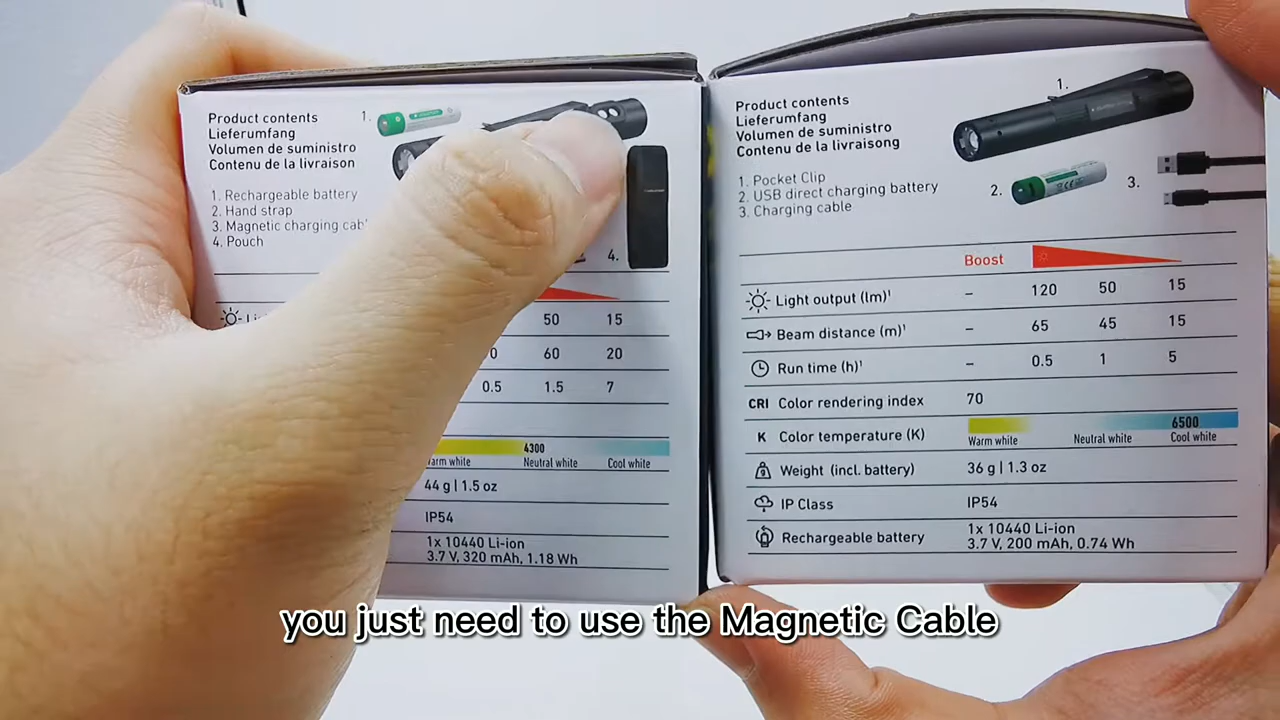 Product contents
Lieferumfang
Volumen de suministro
Contenu de la livraison
1.
1. Rechargeable battery
2. Hand strap
3. Magnetic charging
4. Pouch
4.
50 15
60 20
0.5 1.5 7
4300
Neutral white Cool white
44 g | 1.5 oz
IP54
1x 10440 Li-ion
3.7 V, 320 mAh, 1.18 Wh
Product contents
Lieferumfang
Volumen de suministro
Contenu de la livraisong
1.
1. Pocket Clip
2. USB direct charging battery
3. Charging cable
2.
3.
Boost
Light output (lm)¹ – 120 50 15
Beam distance (m)¹ – 65 45 15
Run time (h)¹ – 0.5 1 5
CRI Color rendering index 70
K Color temperature (K) 6500
Warm white Neutral white Cool white
Weight (incl. battery) 36 g | 1.3 oz
IP Class IP54
Rechargeable battery 1x 10440 Li-ion
3.7 V, 200 mAh, 0.74 Wh
you just need to use the Magnetic Cable